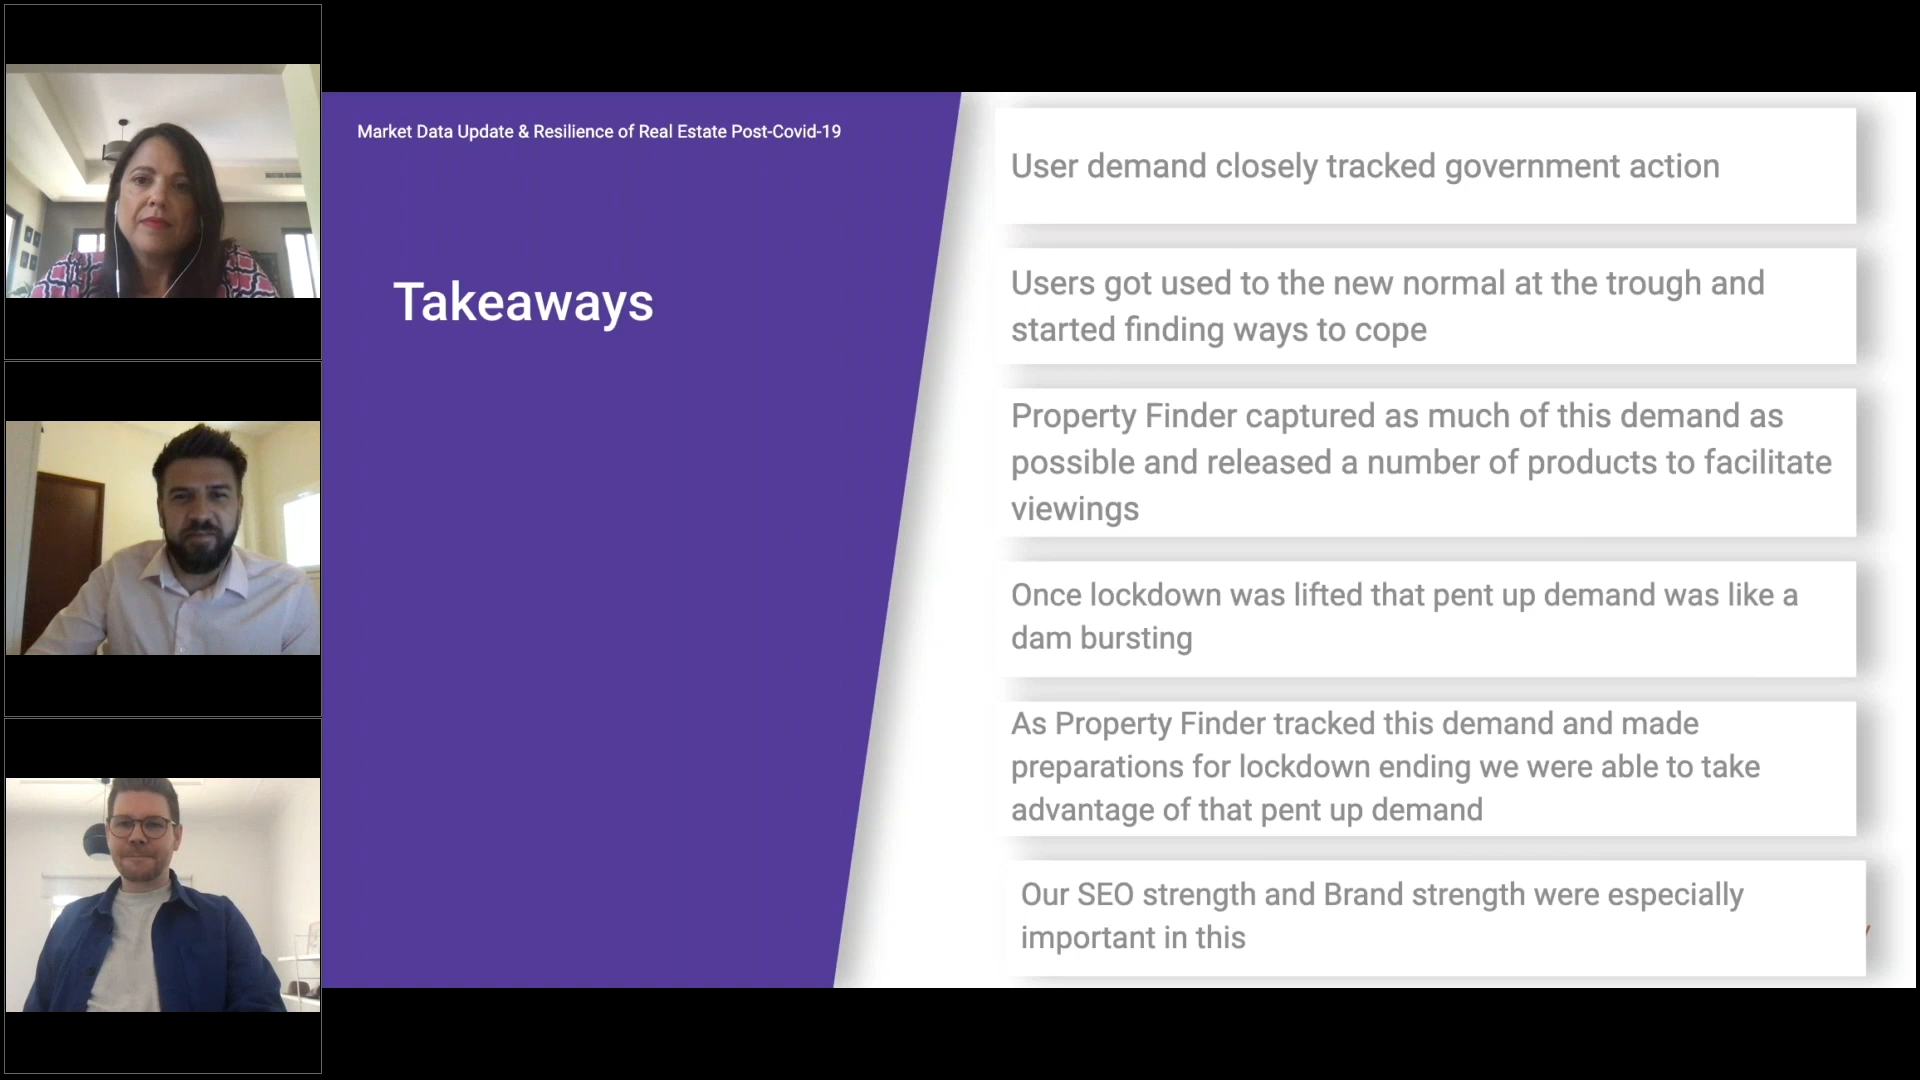 Market Data Update & Resilience of Real Estate Post-Covid-19
Takeaways
User demand closely tracked government action
Users got used to the new normal at the trough and
started finding ways to cope
Property Finder captured as much of this demand as
possible and released a number of products to facilitate
viewings
Once lockdown was lifted that pent up demand was like a
dam bursting
As Property Finder tracked this demand and made
preparations for lockdown ending we were able to take
advantage of that pent up demand
Our SEO strength and Brand strength were especially
important in this